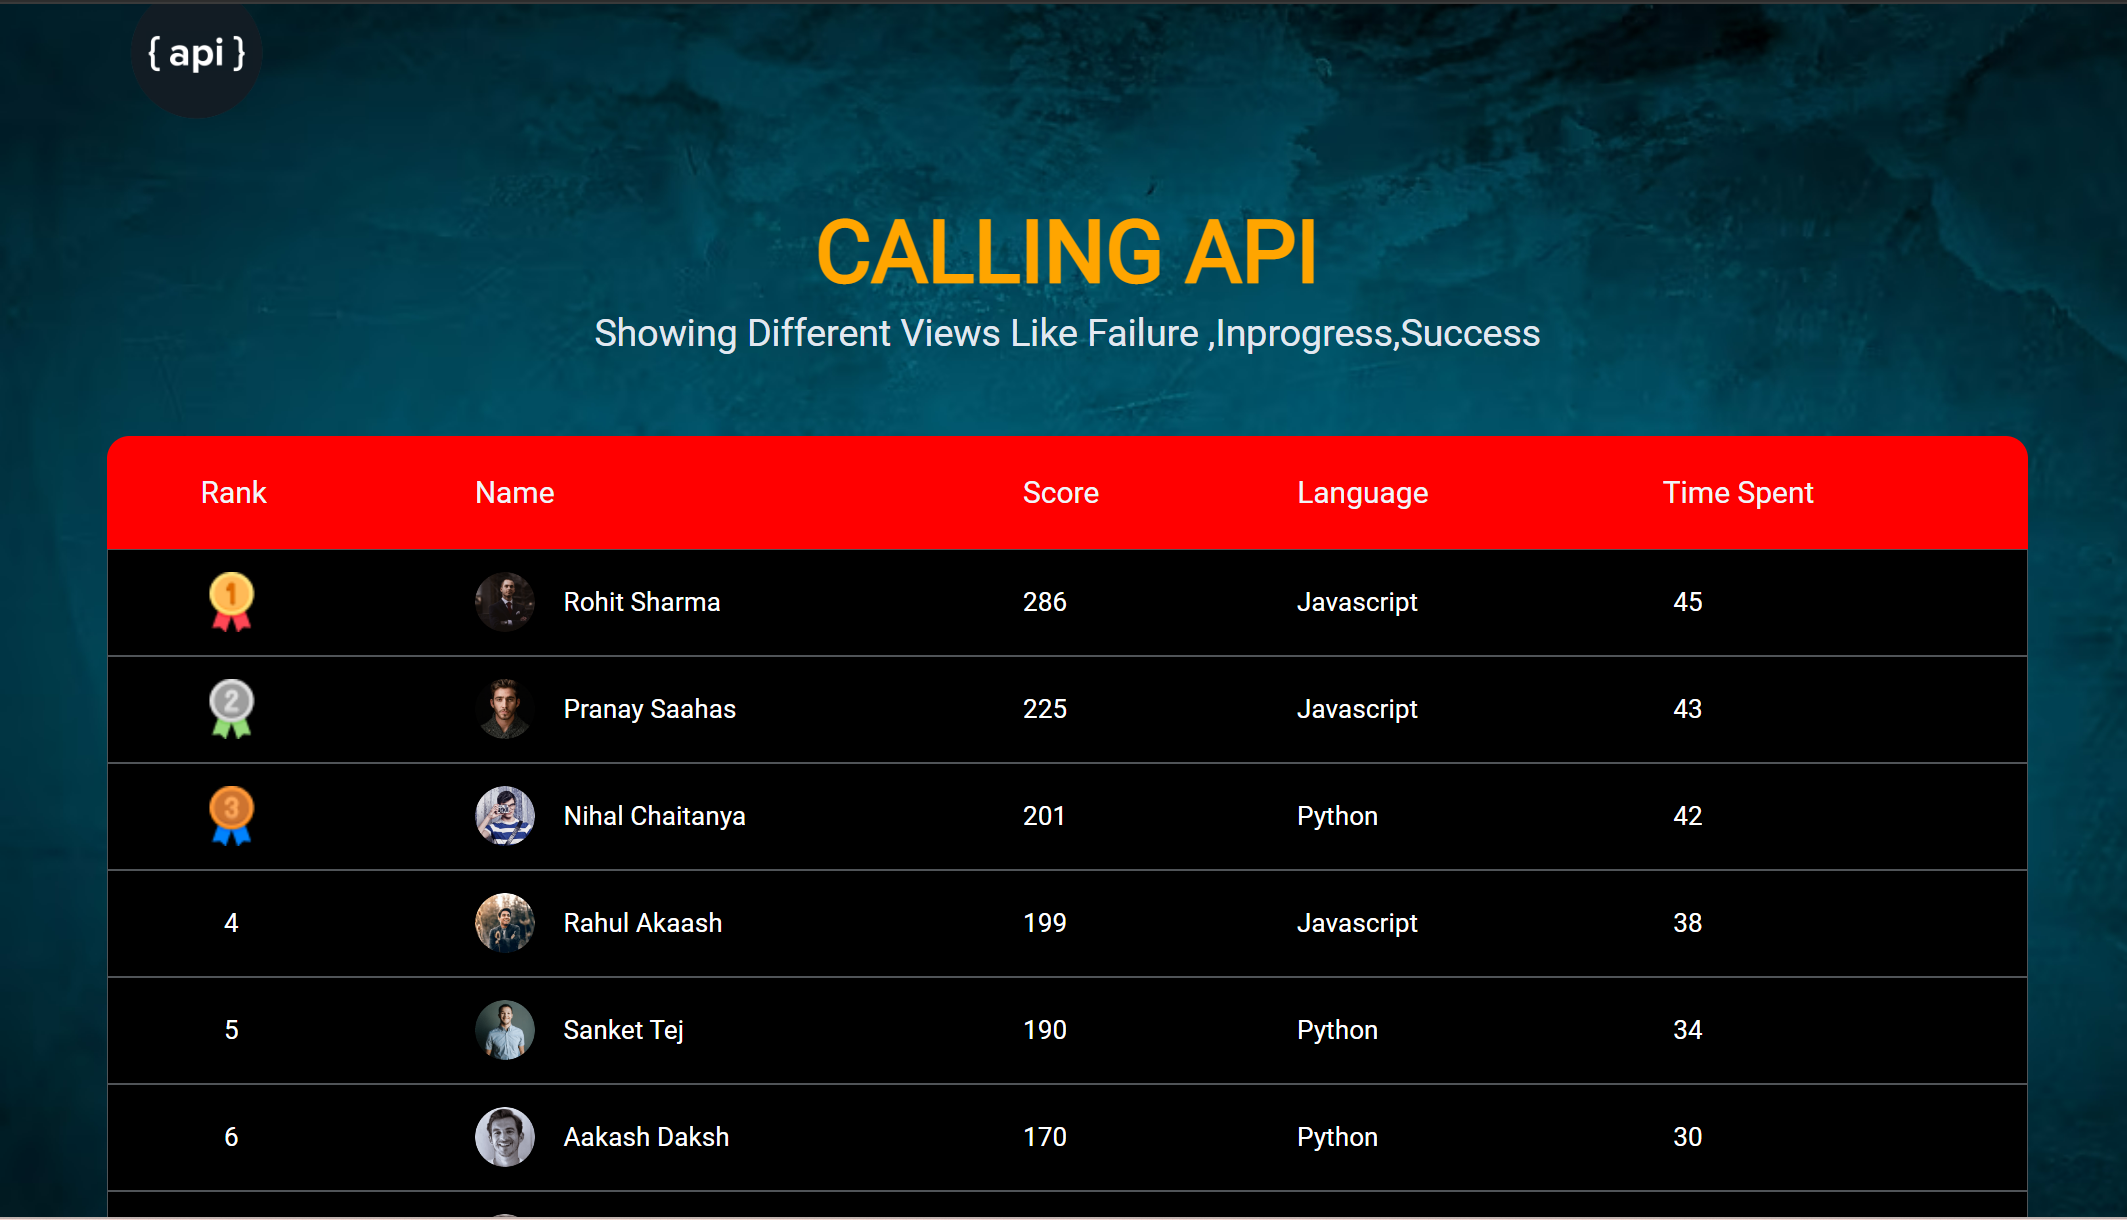 { api }
CALLING API
Showing Different Views Like Failure ,Inprogress,Success
Rank Name Score Language Time Spent
1 Rohit Sharma 286 Javascript 45
2 Pranay Saahas 225 Javascript 43
3 Nihal Chaitanya 201 Python 42
4 Rahul Akaash 199 Javascript 38
5 Sanket Tej 190 Python 34
6 Aakash Daksh 170 Python 30